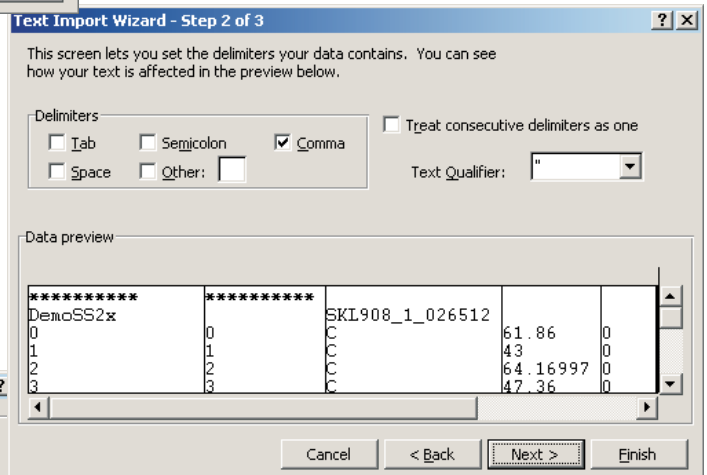 Text Import Wizard - Step 2 of 3
This screen lets you set the delimiters your data contains. You can see
how your text is affected in the preview below.
Delimiters
Tab Semicolon Comma
Space Other:
Treat consecutive delimiters as one
Text Qualifier: "
Data preview
********** **********
DemoSS2x SKL908_1_026512
0 0 C 61.86 0
1 1 C 43 0
2 2 C 64.16997 0
3 3 C 47.36 0
?
Cancel < Back Next > Finish